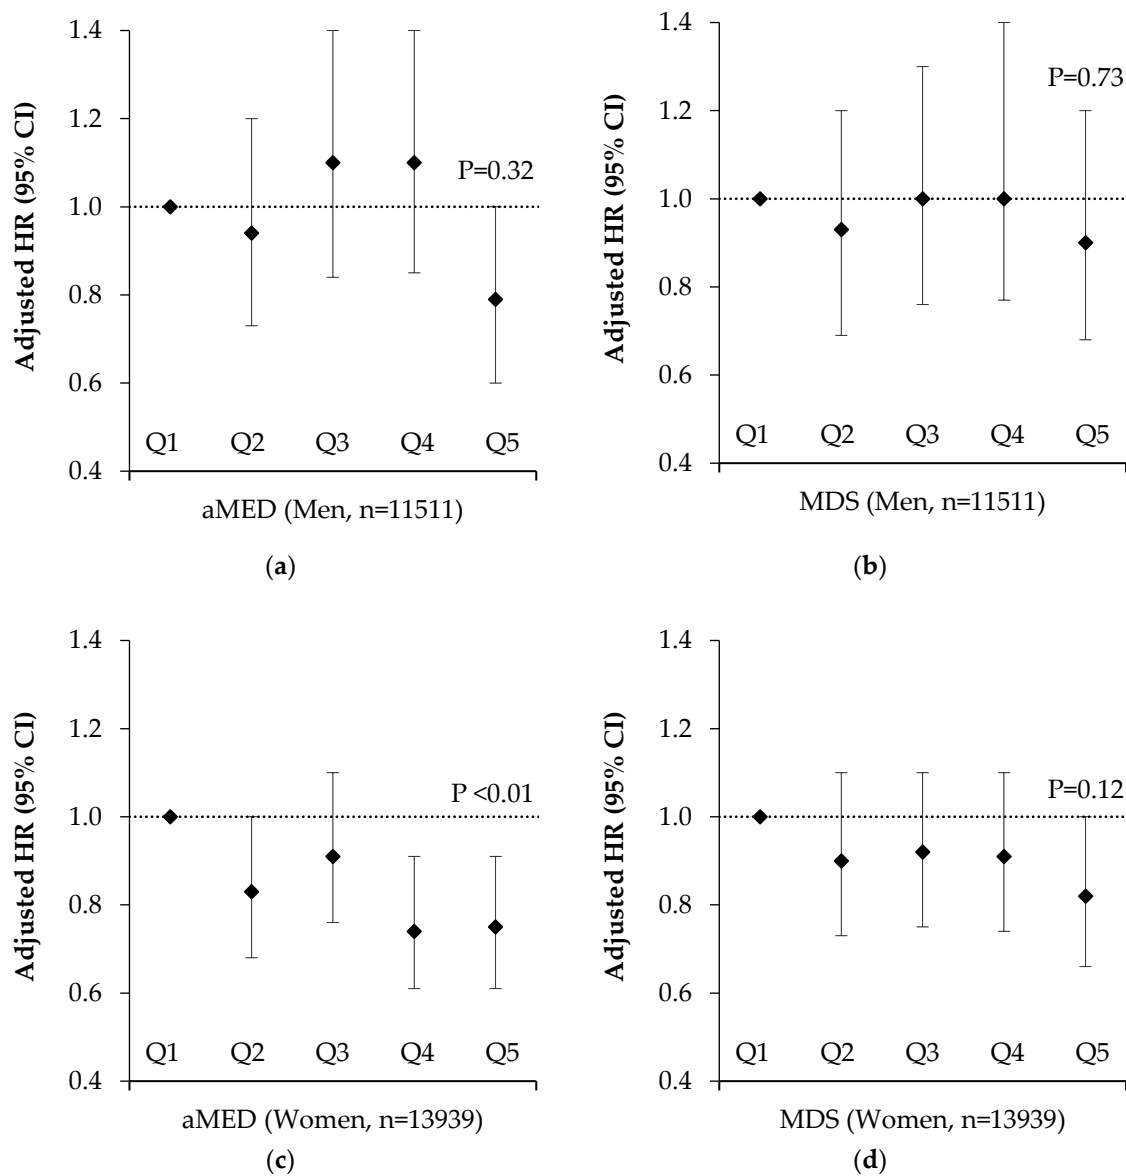 Adjusted HR (95% CI)
1.4
1.2
1.0
0.8
0.6
0.4
P=0.32
Q1 Q2 Q3 Q4 Q5
aMED (Men, n=11511)
(a)
Adjusted HR (95% CI)
1.4
1.2
1.0
0.8
0.6
0.4
P=0.73
Q1 Q2 Q3 Q4 Q5
MDS (Men, n=11511)
(b)
Adjusted HR (95% CI)
1.4
1.2
1.0
0.8
0.6
0.4
P <0.01
Q1 Q2 Q3 Q4 Q5
aMED (Women, n=13939)
(c)
Adjusted HR (95% CI)
1.4
1.2
1.0
0.8
0.6
0.4
P=0.12
Q1 Q2 Q3 Q4 Q5
MDS (Women, n=13939)
(d)